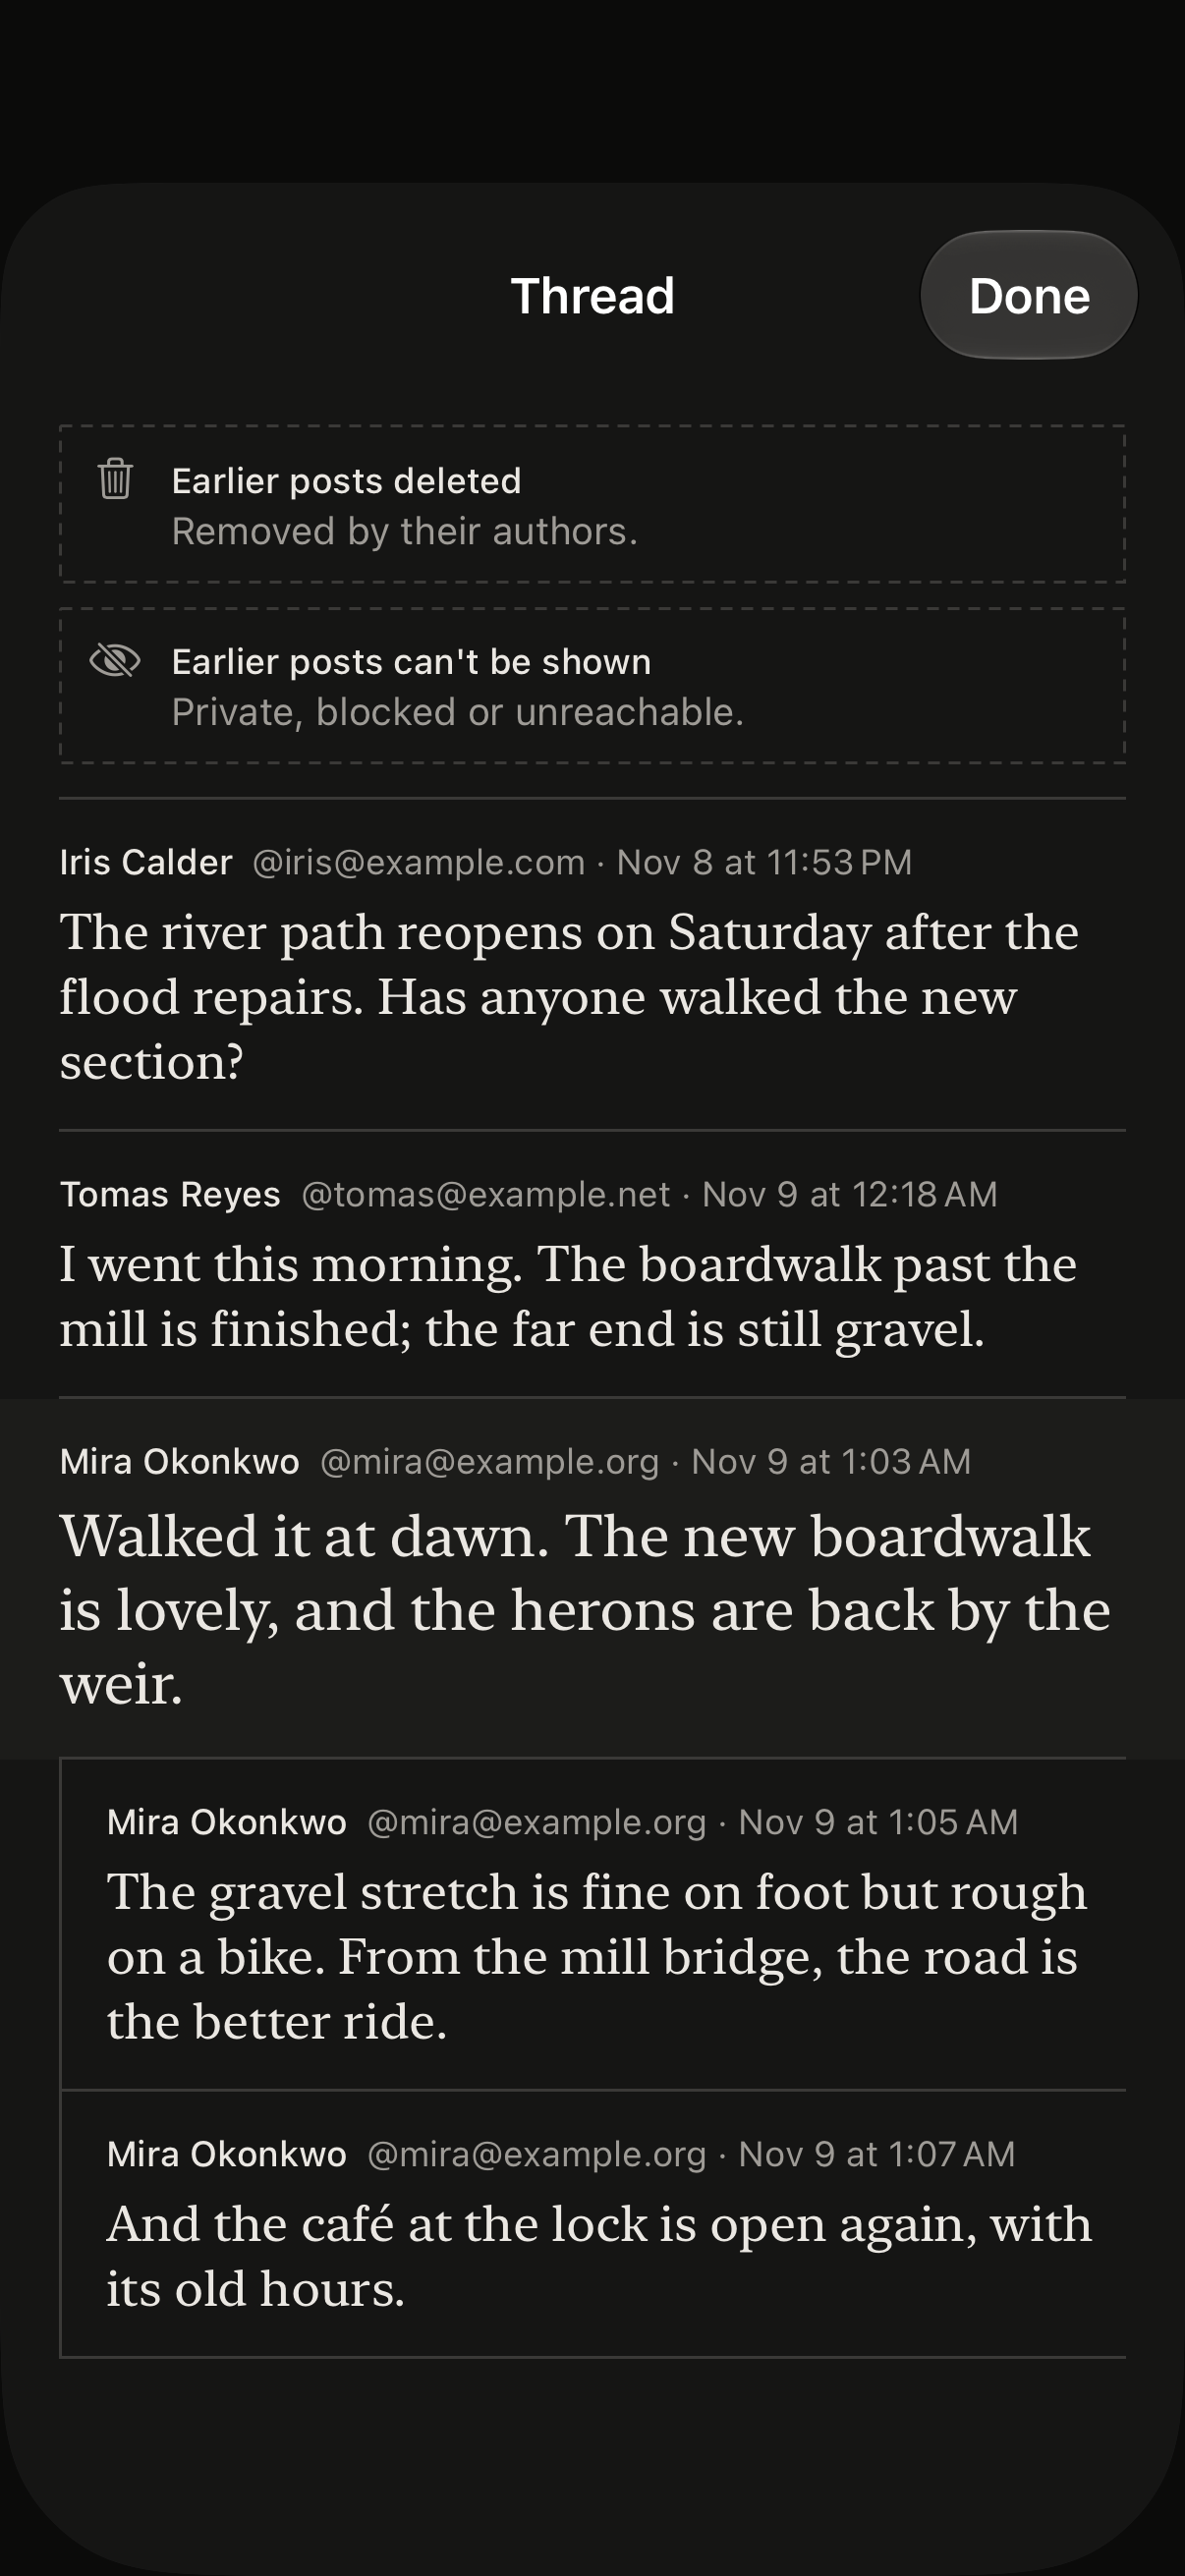 Thread
Done
Earlier posts deleted
Removed by their authors.
Earlier posts can't be shown
Private, blocked or unreachable.
Iris Calder @iris@example.com · Nov 8 at 11:53 PM
The river path reopens on Saturday after the
flood repairs. Has anyone walked the new
section?
Tomas Reyes @tomas@example.net · Nov 9 at 12:18 AM
I went this morning. The boardwalk past the
mill is finished; the far end is still gravel.
Mira Okonkwo @mira@example.org · Nov 9 at 1:03 AM
Walked it at dawn. The new boardwalk
is lovely, and the herons are back by the
weir.
Mira Okonkwo @mira@example.org · Nov 9 at 1:05 AM
The gravel stretch is fine on foot but rough
on a bike. From the mill bridge, the road is
the better ride.
Mira Okonkwo @mira@example.org · Nov 9 at 1:07 AM
And the café at the lock is open again, with
its old hours.